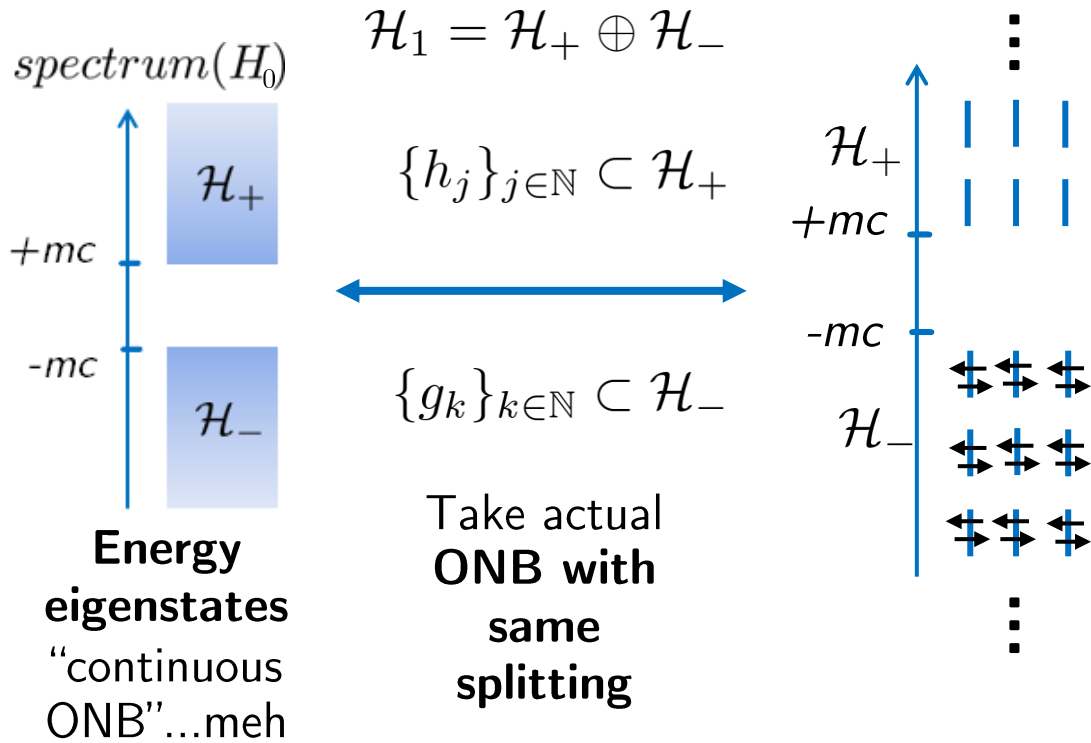 spectrum(H₀)
ℋ₊
+mc
-mc
ℋ₋
Energy
eigenstates
“continuous
ONB”...meh
ℋ₁ = ℋ₊ ⊕ ℋ₋
{hⱼ}ⱼ∈ℕ ⊂ ℋ₊
{gₖ}ₖ∈ℕ ⊂ ℋ₋
Take actual
ONB with
same
splitting
ℋ₊
+mc
-mc
ℋ₋